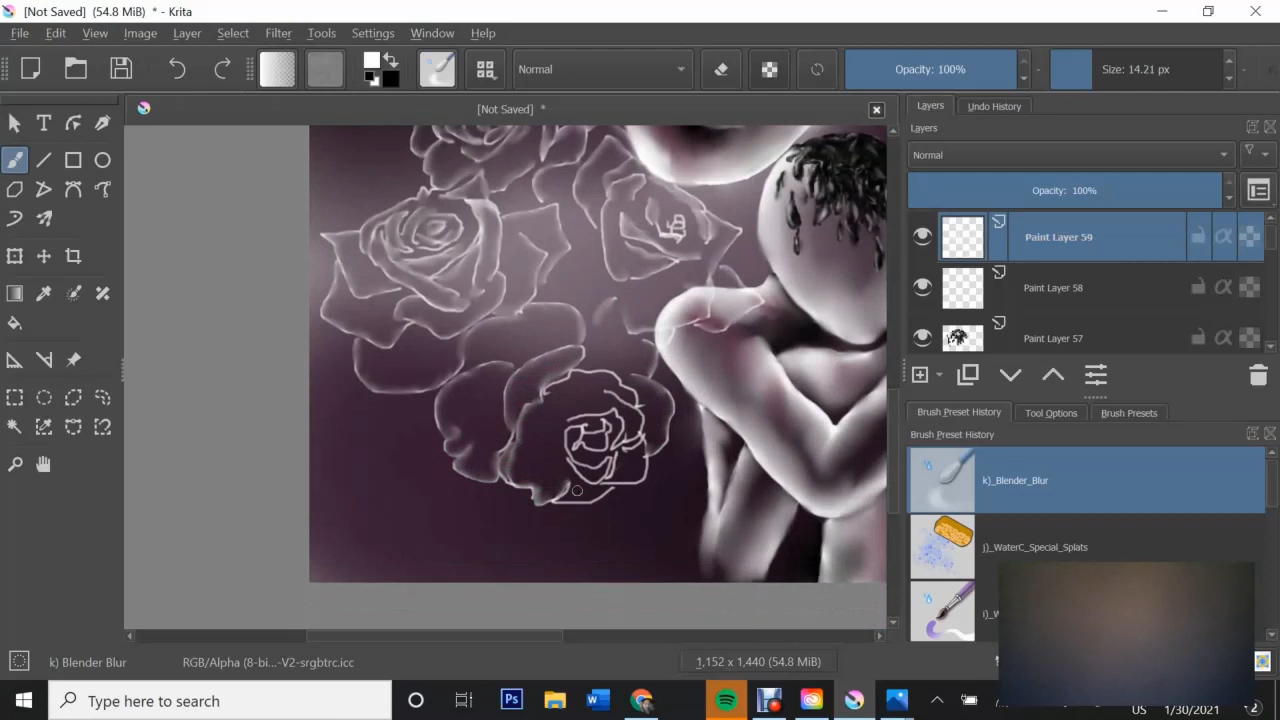 [Not Saved] (54.8 MiB) * - Krita
File Edit View Image Layer Select Filter Tools Settings Window Help
Normal Opacity: 100% Size: 14.21 px
[Not Saved] *
Layers Undo History
Layers
Normal
Opacity: 100%
Paint Layer 59
Paint Layer 58
Paint Layer 57
Brush Preset History Tool Options Brush Presets
Brush Preset History
k)_Blender_Blur
j)_WaterC_Special_Splats
k) Blender Blur RGB/Alpha (8-bi...-V2-srgbtrc.icc 1,152 x 1,440 (54.8 MiB)
Type here to search
US 1/30/2021 2